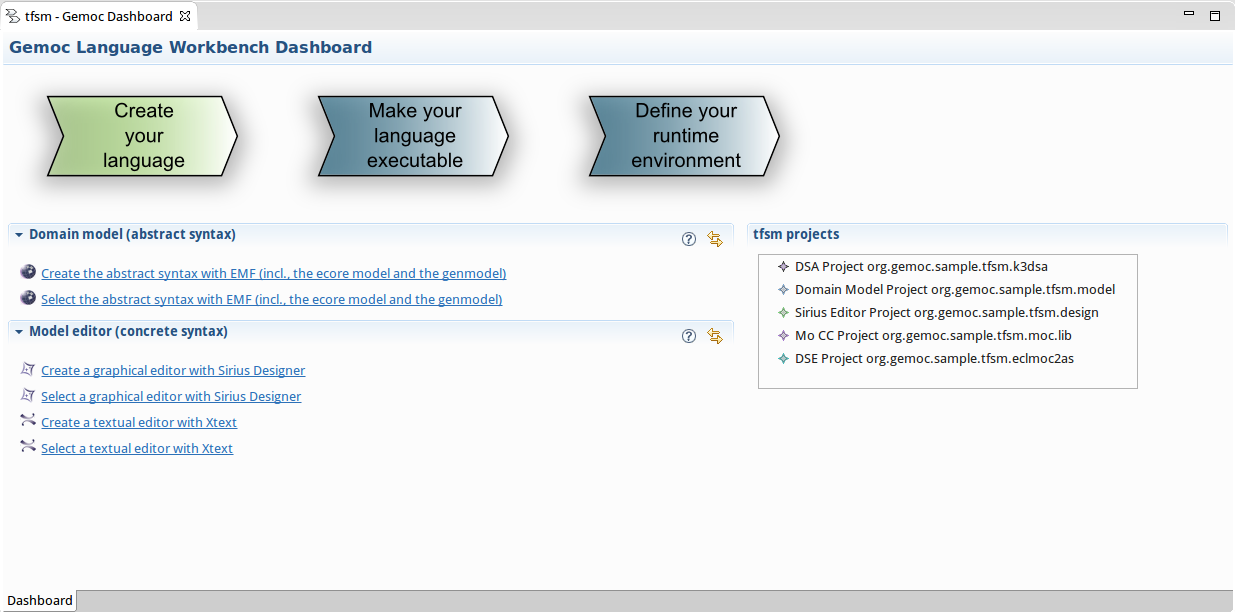 tfsm - Gemoc Dashboard
Gemoc Language Workbench Dashboard
Create
your
language
Make your
language
executable
Define your
runtime
environment
Domain model (abstract syntax)
Create the abstract syntax with EMF (incl., the ecore model and the genmodel)
Select the abstract syntax with EMF (incl., the ecore model and the genmodel)
Model editor (concrete syntax)
Create a graphical editor with Sirius Designer
Select a graphical editor with Sirius Designer
Create a textual editor with Xtext
Select a textual editor with Xtext
tfsm projects
DSA Project org.gemoc.sample.tfsm.k3dsa
Domain Model Project org.gemoc.sample.tfsm.model
Sirius Editor Project org.gemoc.sample.tfsm.design
Mo CC Project org.gemoc.sample.tfsm.moc.lib
DSE Project org.gemoc.sample.tfsm.eclmoc2as
Dashboard